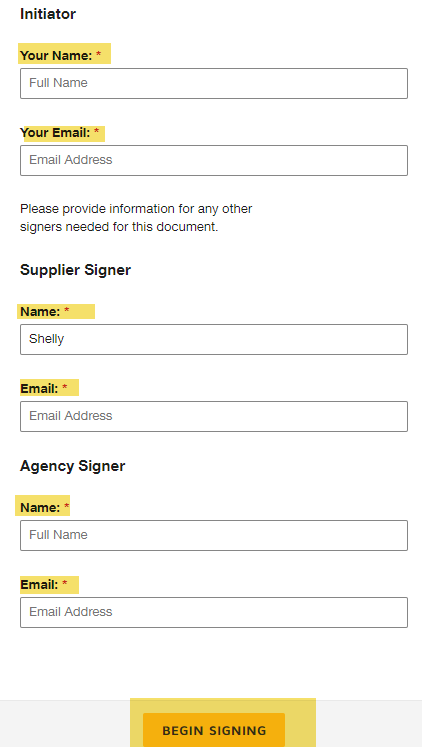 Initiator
Your Name: *
Full Name
Your Email: *
Email Address
Please provide information for any other
signers needed for this document.
Supplier Signer
Name: *
Shelly
Email: *
Email Address
Agency Signer
Name: *
Full Name
Email: *
Email Address
BEGIN SIGNING